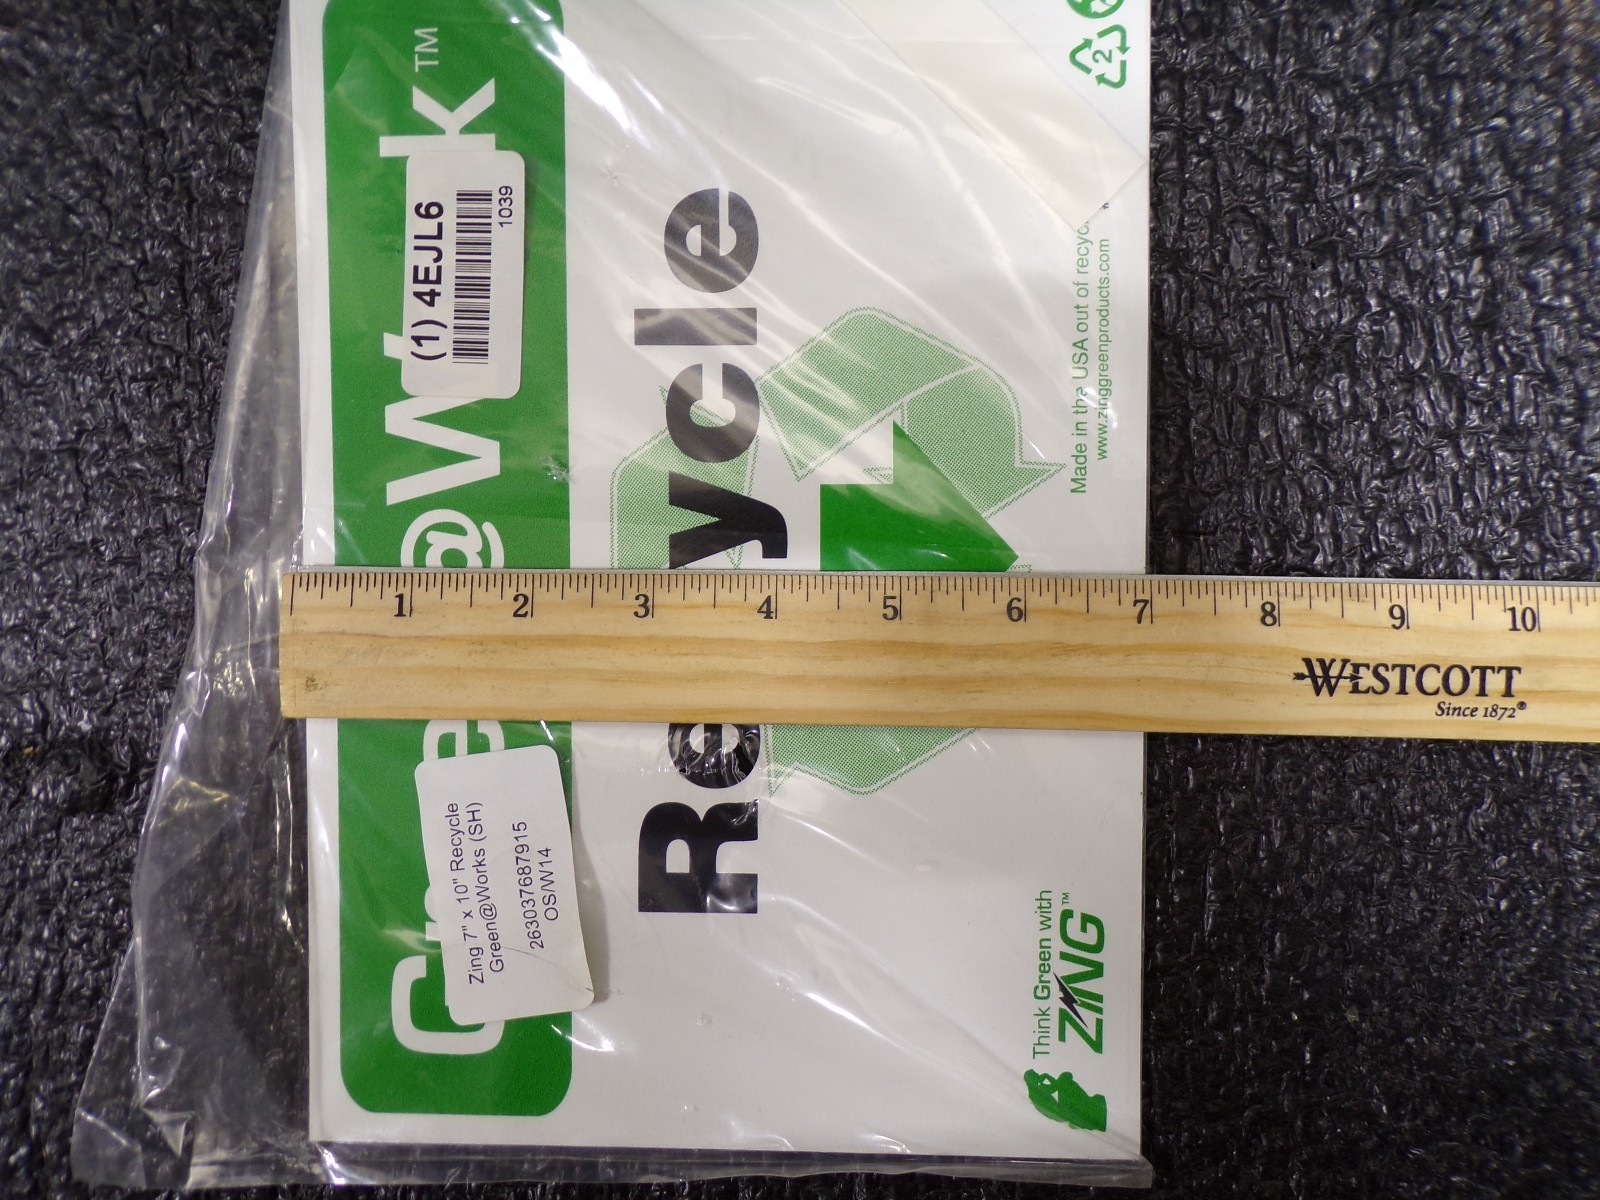 Green@Work™
(1) 4EJL6
1039
Zing 7" x 10" Recycle
Green@Works (SH)
2630376687915
OS/W14
Recycle
2
Made in the USA out of recyc
www.zinggreenproducts.com
Think Green with
ZING™
1 2 3 4 5 6 7 8 9 10
WESTCOTT
Since 1872®